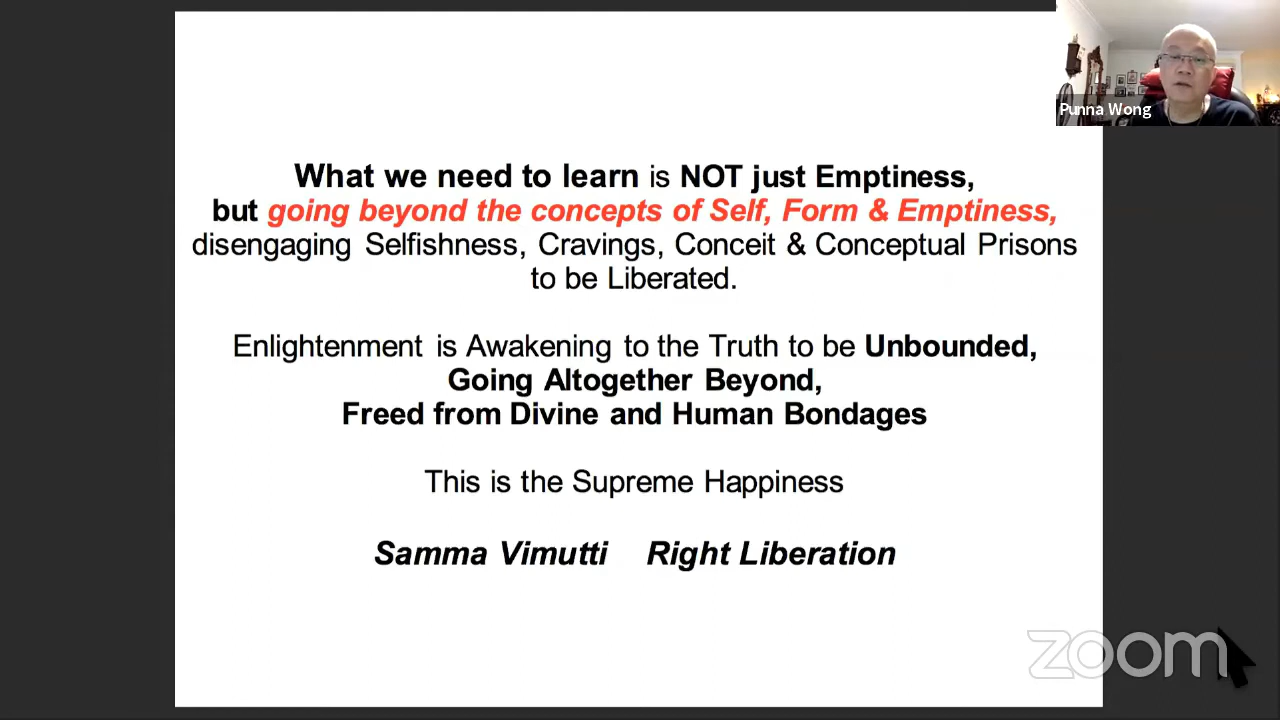 Punna Wong
What we need to learn is NOT just Emptiness,
but going beyond the concepts of Self, Form & Emptiness,
disengaging Selfishness, Cravings, Conceit & Conceptual Prisons
to be Liberated.
Enlightenment is Awakening to the Truth to be Unbounded,
Going Altogether Beyond,
Freed from Divine and Human Bondages
This is the Supreme Happiness
Samma Vimutti Right Liberation
zoom